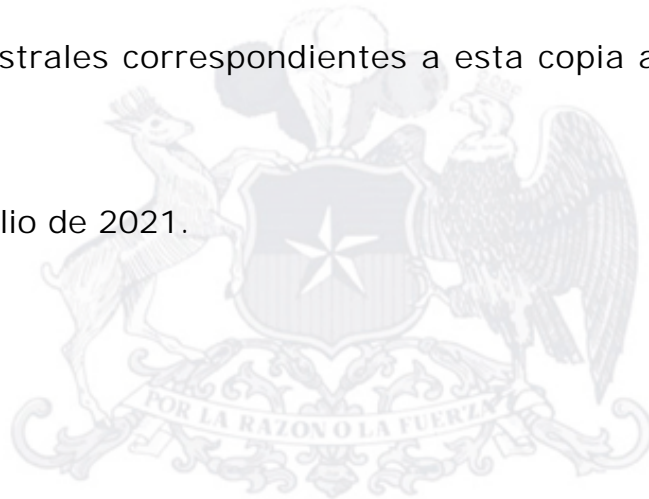 strales correspondientes a esta copia a
lio de 2021.
POR LA RAZON O LA FUERZA